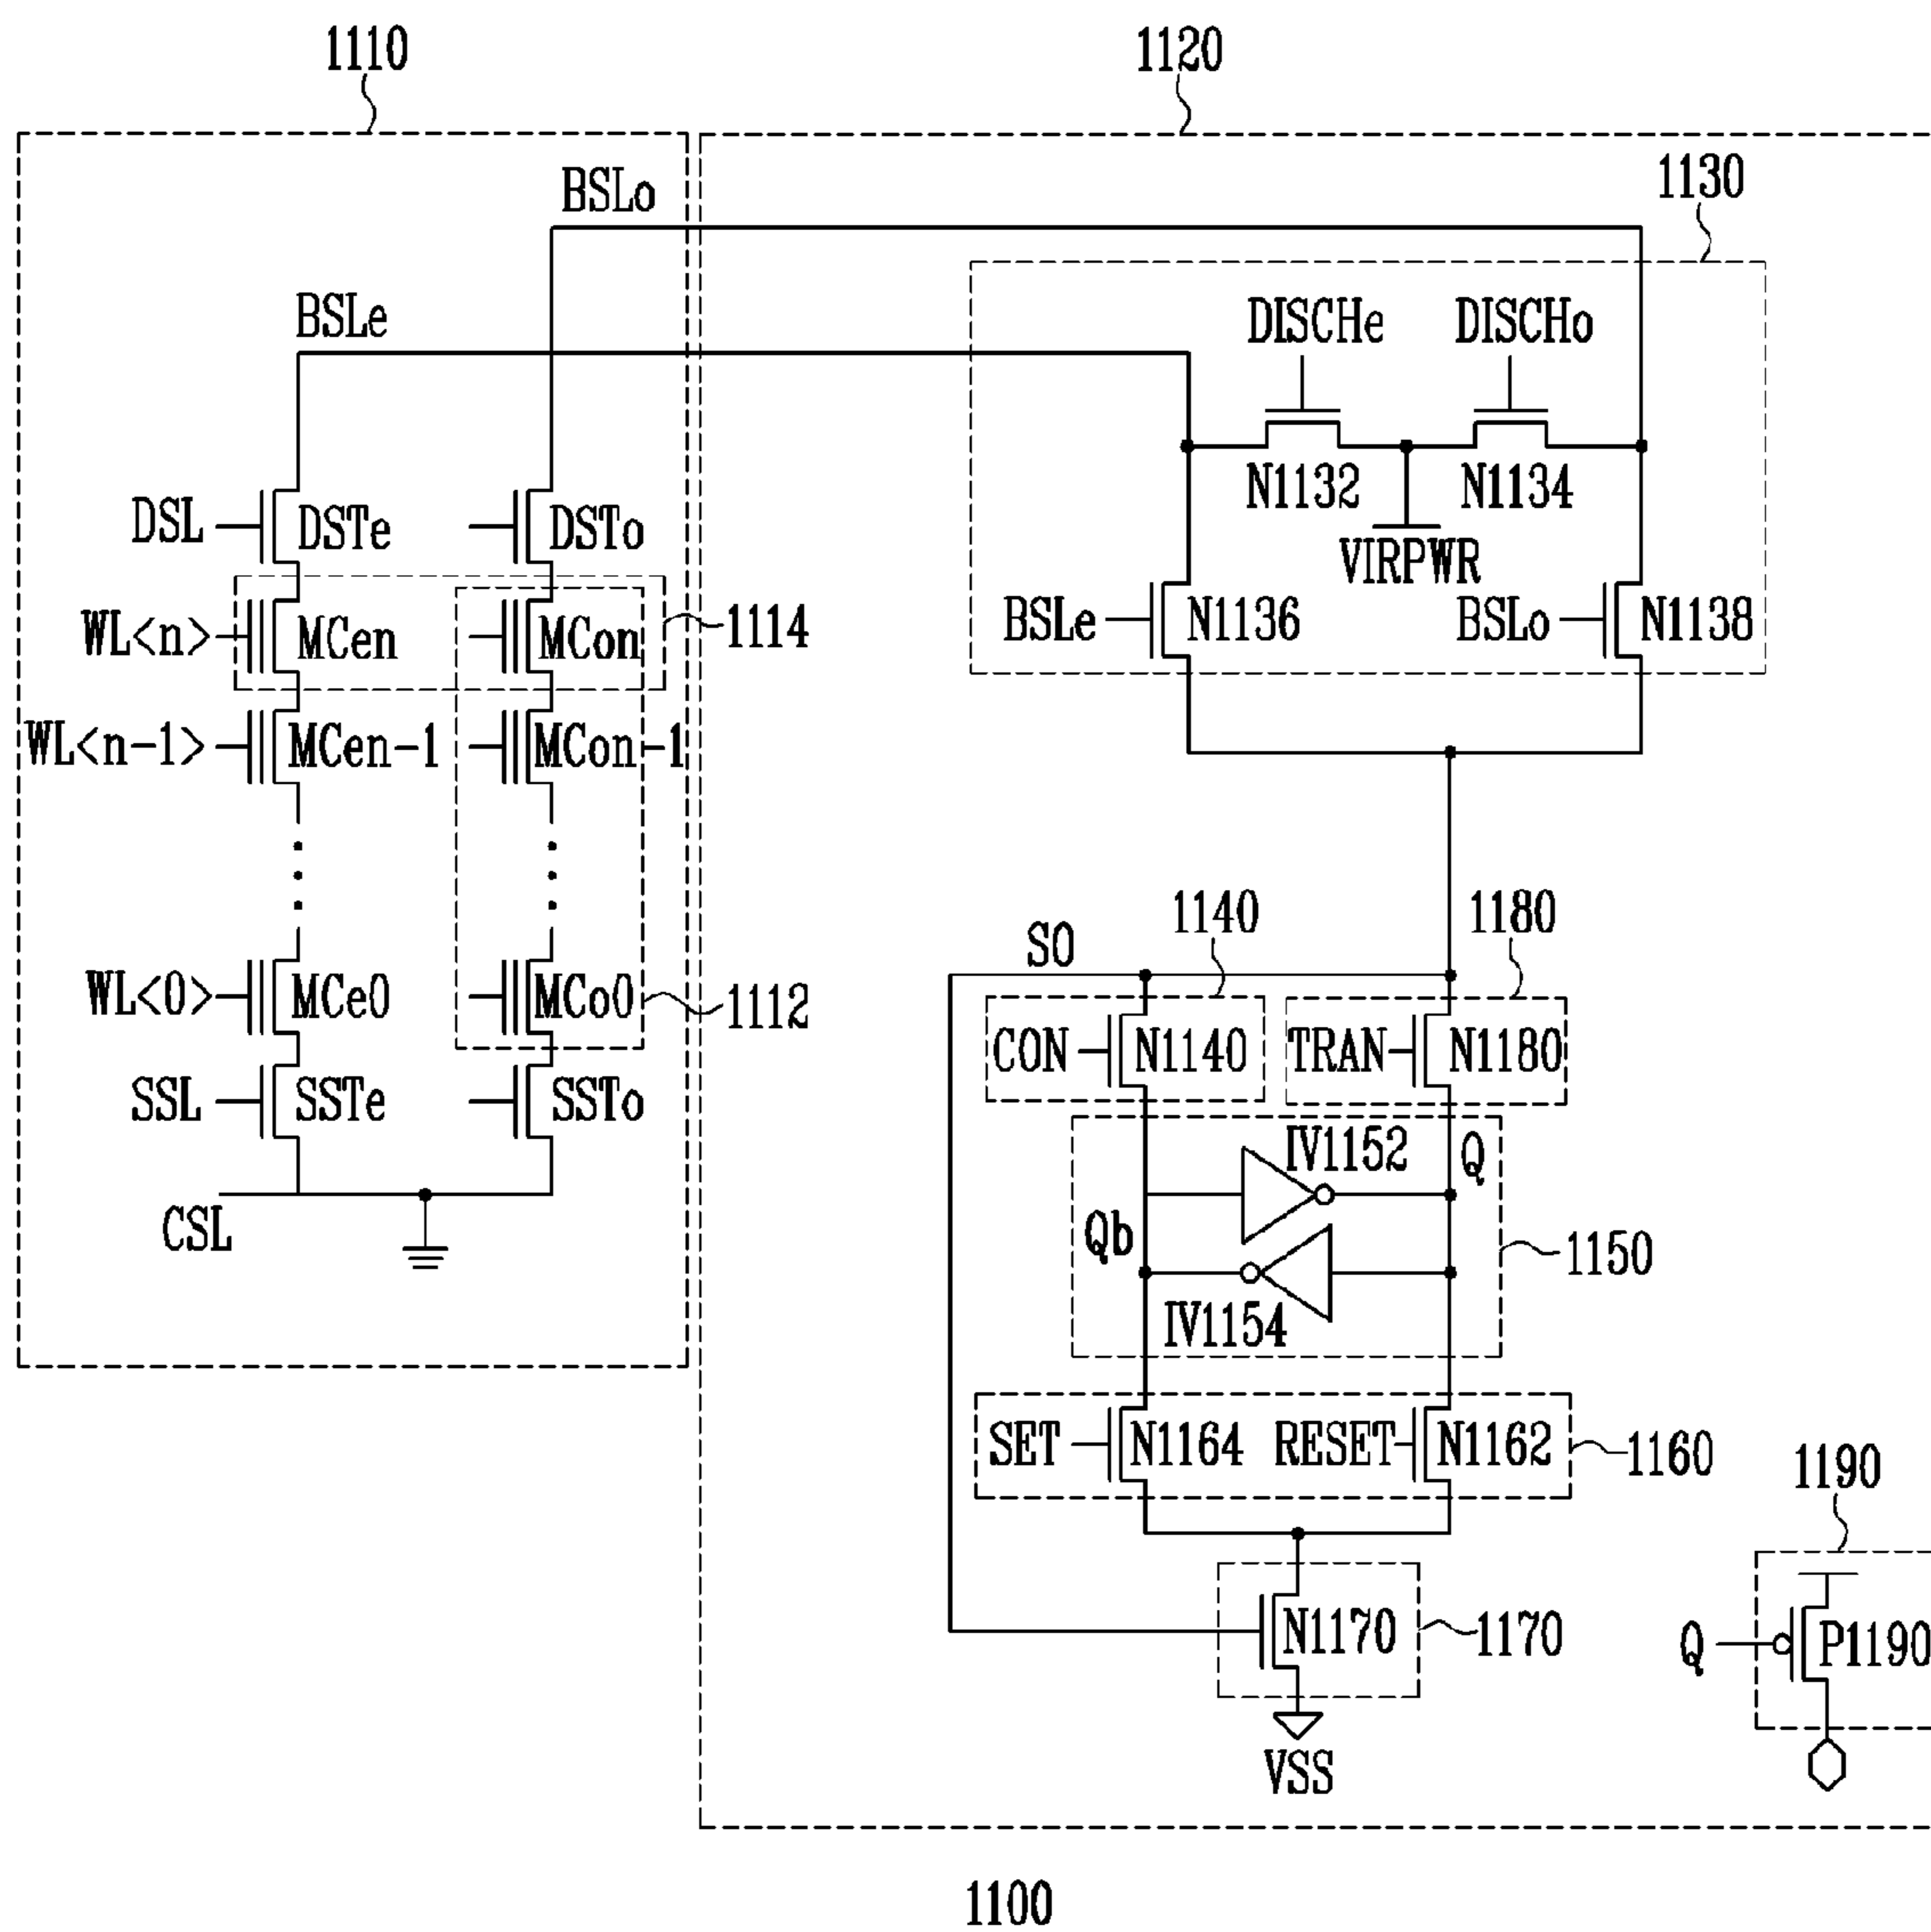 1110
1120
1130
BSLo
BSLe
DISCHe
DISCHo
N1132
N1134
VIRPWR
DSL
DSTe
DSTo
WL<n>
MCen
MCon
1114
BSLe
N1136
BSLo
N1138
WL<n-1>
MCen-1
MCon-1
1140
1180
SO
WL<0>
MCe0
MCo0
1112
CON
N1140
TRAN
N1180
SSL
SSTe
SSTo
IV1152
Q
CSL
Qb
1150
IV1154
SET
N1164
RESET
N1162
1160
1190
N1170
1170
Q
P1190
VSS
1100